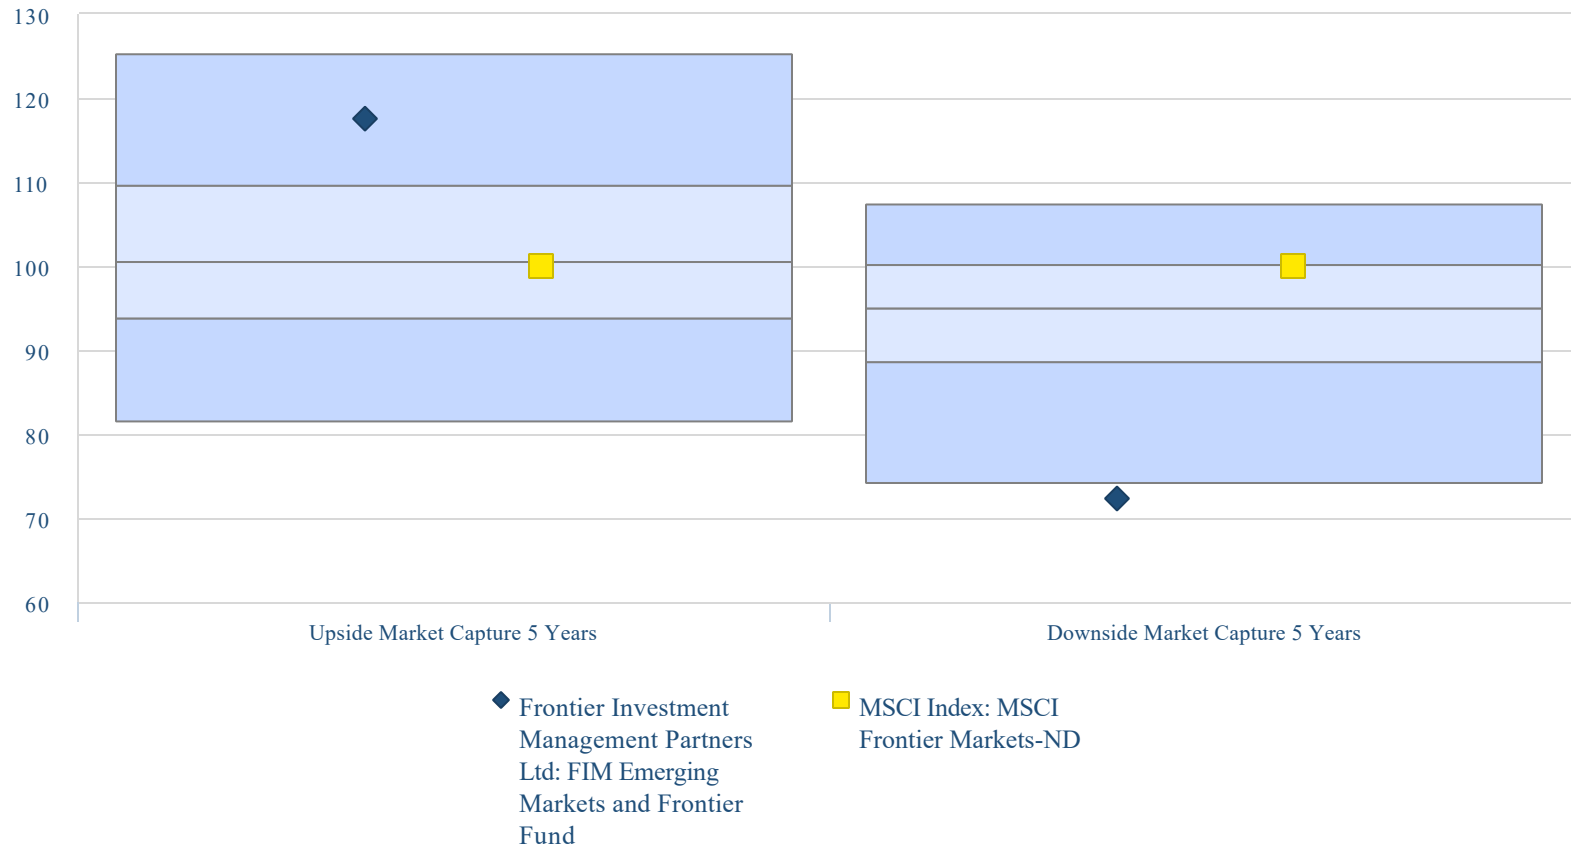 130
120
110
100
90
80
70
60
Upside Market Capture 5 Years
Downside Market Capture 5 Years
Frontier Investment
Management Partners
Ltd: FIM Emerging
Markets and Frontier
Fund
MSCI Index: MSCI
Frontier Markets-ND